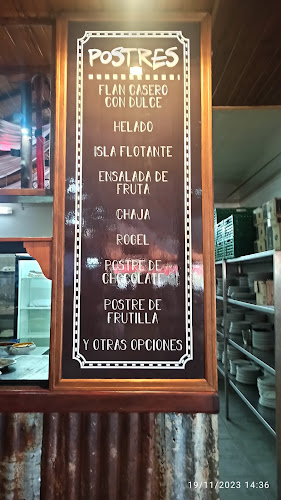 POSTRES
FLAN CASERO
CON DULCE
HELADO
ISLA FLOTANTE
ENSALADA DE
FRUTA
CHAJA
ROGEL
POSTRE DE
CHOCOLATE
POSTRE DE
FRUTILLA
Y OTRAS OPCIONES
19/11/2023 14:36